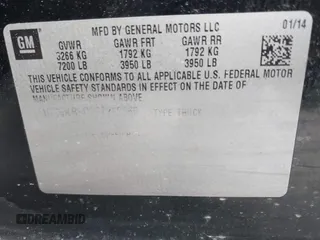 MFD BY GENERAL MOTORS LLC
01/14
GM
GVWR GAWR FRT GAWR RR
3266 KG 1792 KG 1792 KG
7200 LB 3950 LB 3950 LB
THIS VEHICLE CONFORMS TO ALL APPLICABLE U.S. FEDERAL MOTOR
VEHICLE SAFETY STANDARDS IN EFFECT ON THE DATE OF
MANUFACTURE SHOWN ABOVE
TYPE TRUCK
DREAMBID